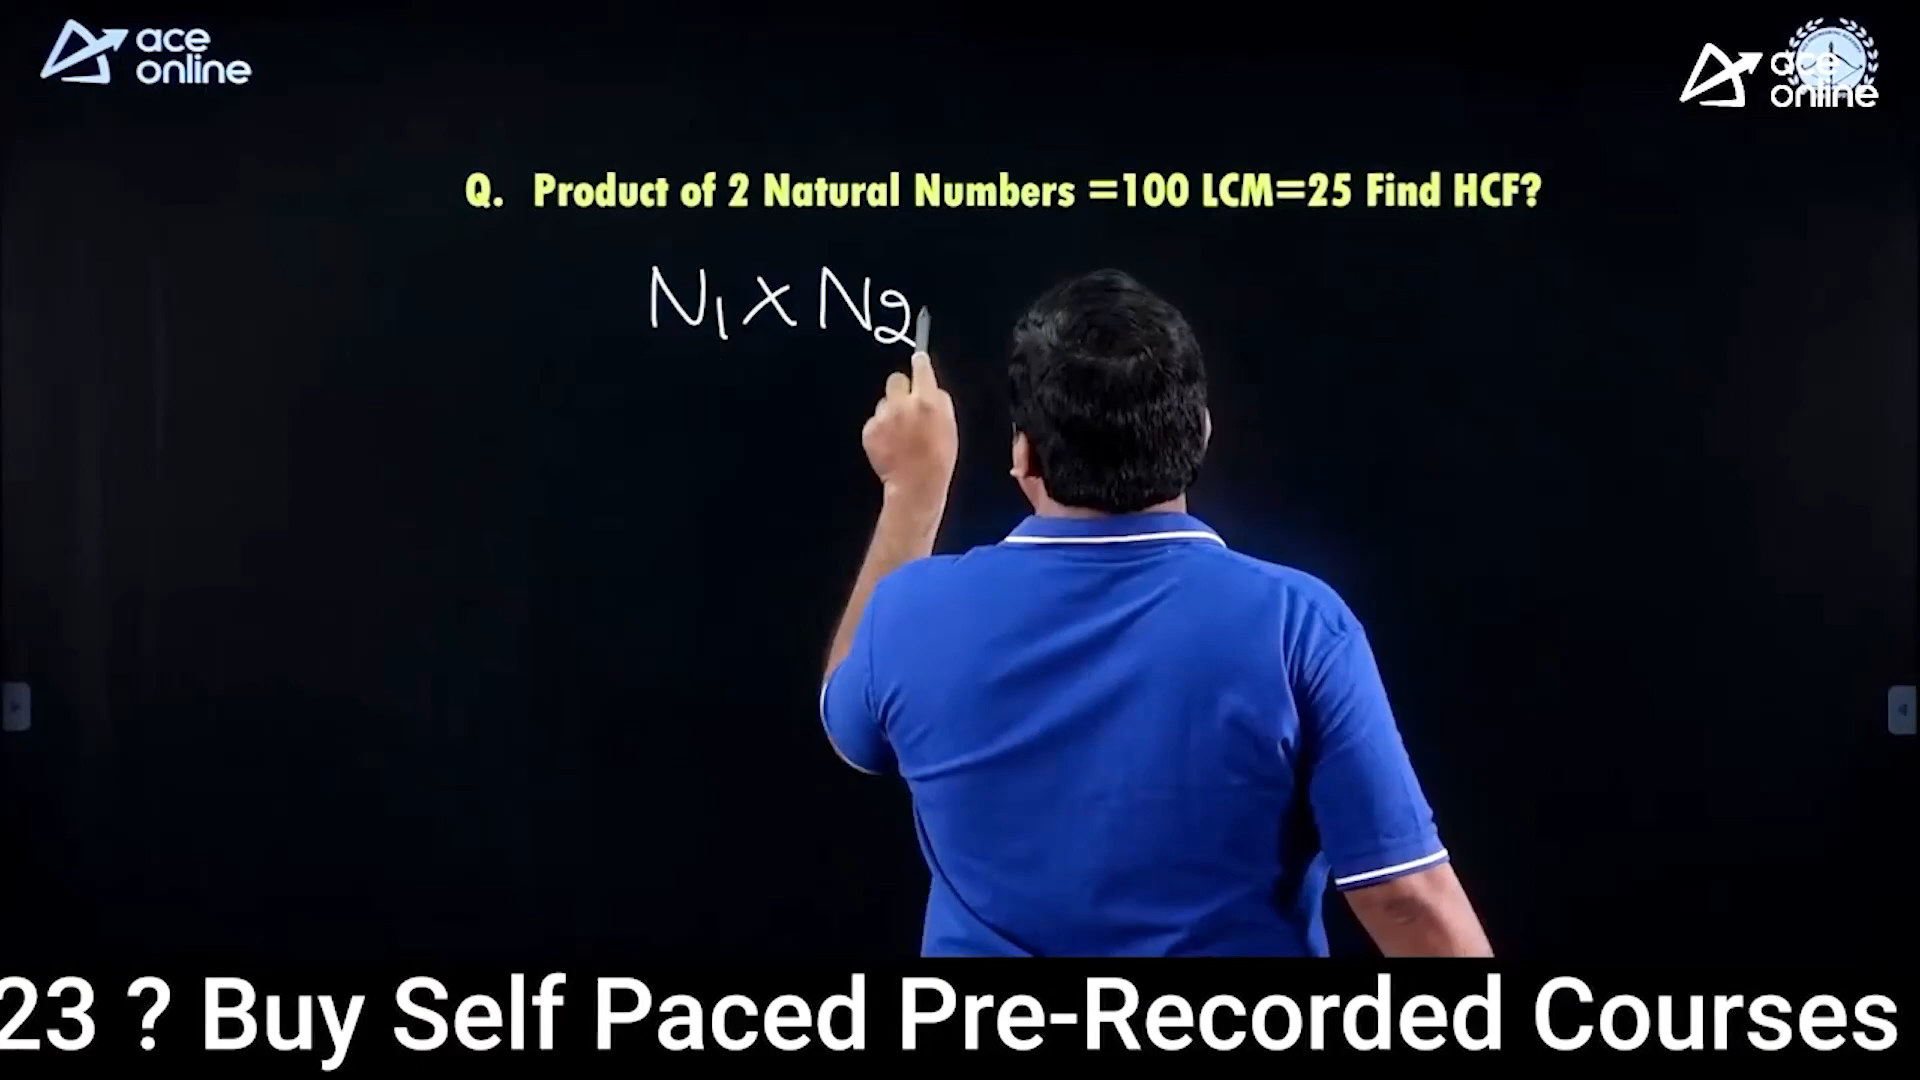 ace
online
ace
online
Q. Product of 2 Natural Numbers =100 LCM=25 Find HCF?
N1 X N2
23 ? Buy Self Paced Pre-Recorded Courses